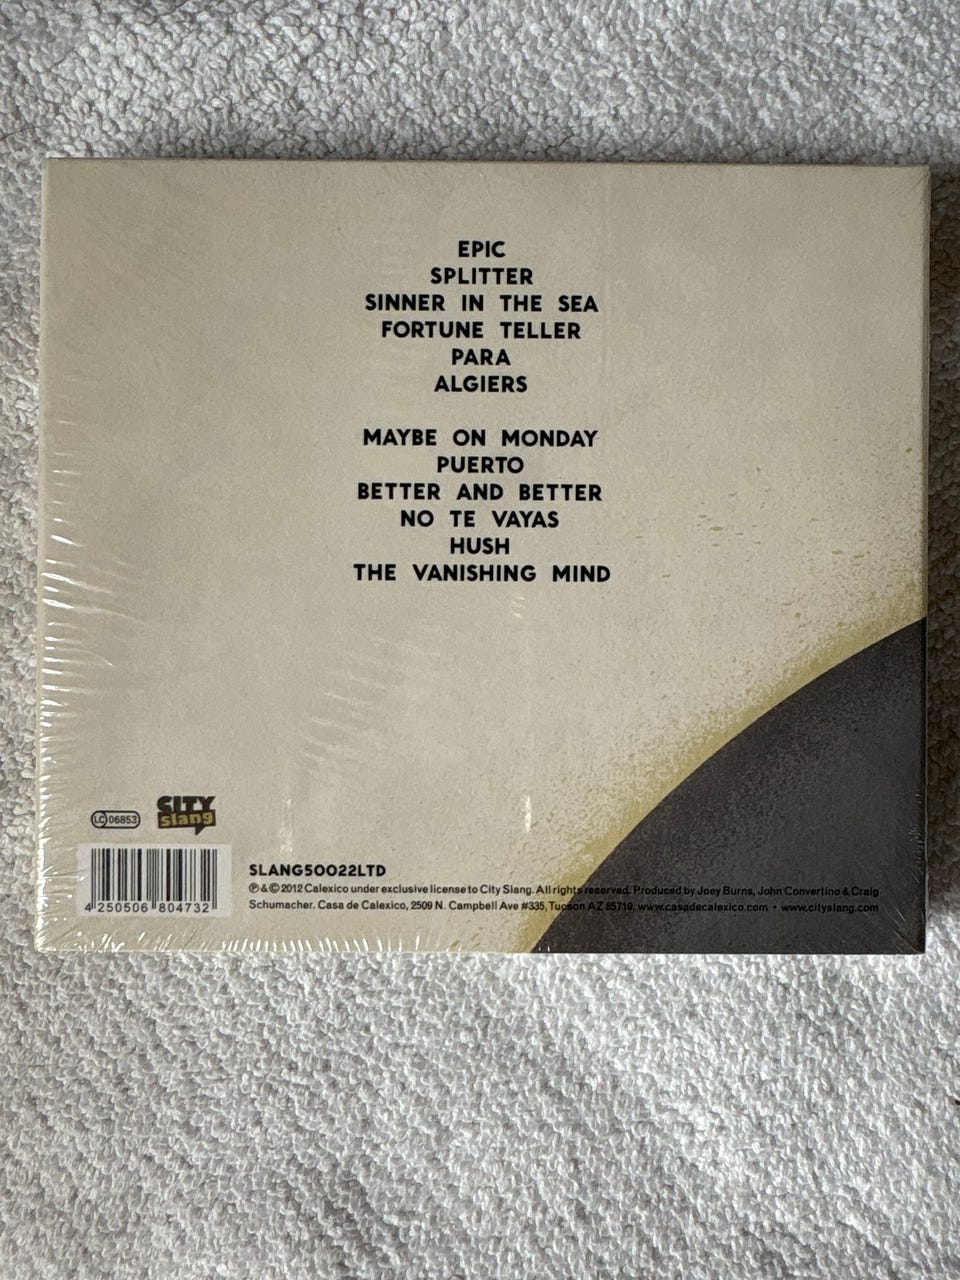 EPIC
SPLITTER
SINNER IN THE SEA
FORTUNE TELLER
PARA
ALGIERS
MAYBE ON MONDAY
PUERTO
BETTER AND BETTER
NO TE VAYAS
HUSH
THE VANISHING MIND
LC 06853
CITY
slang
4 250506 804732
SLANG50022LTD
℗ & © 2012 Calexico under exclusive license to City Slang. All rights reserved. Produced by Joey Burns, John Convertino & Craig
Schumacher. Casa de Calexico, 2509 N. Campbell Ave #335, Tucson AZ 85719. www.casadecalexico.com • www.cityslang.com